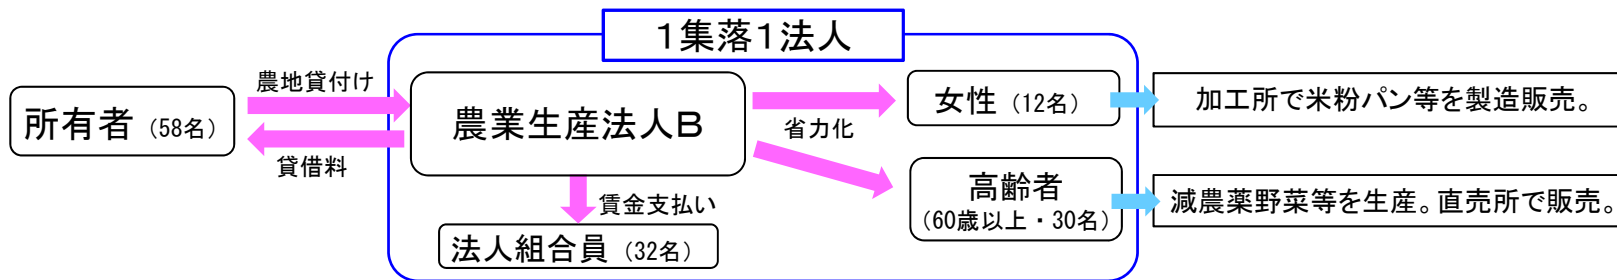 1集落1法人
農地貸付け
所有者（58名）
貸借料
農業生産法人B
賃金支払い
法人組合員（32名）
省力化
女性（12名）
加工所で米粉パン等を製造販売。
高齢者
（60歳以上・30名）
減農薬野菜等を生産。直売所で販売。